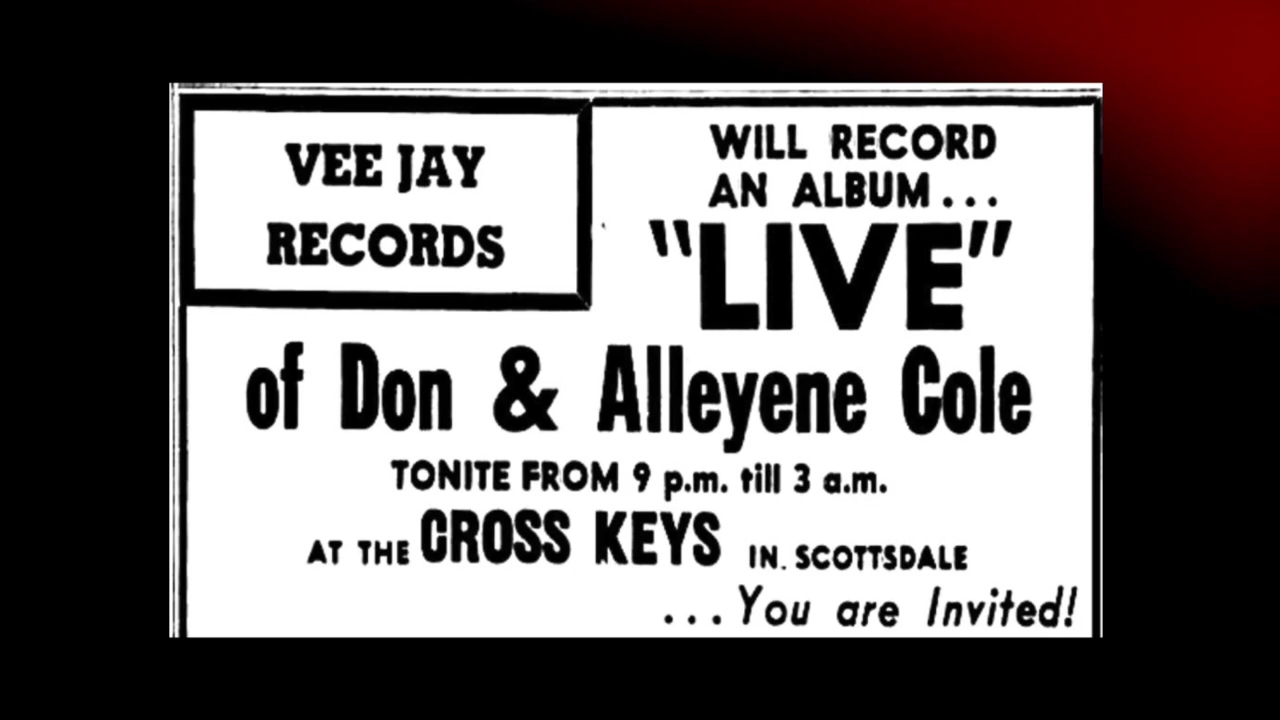 VEE JAY
RECORDS
WILL RECORD
AN ALBUM...
"LIVE"
of Don & Alleyene Cole
TONITE FROM 9 p.m. till 3 a.m.
AT THE CROSS KEYS IN. SCOTTSDALE
...You are Invited!